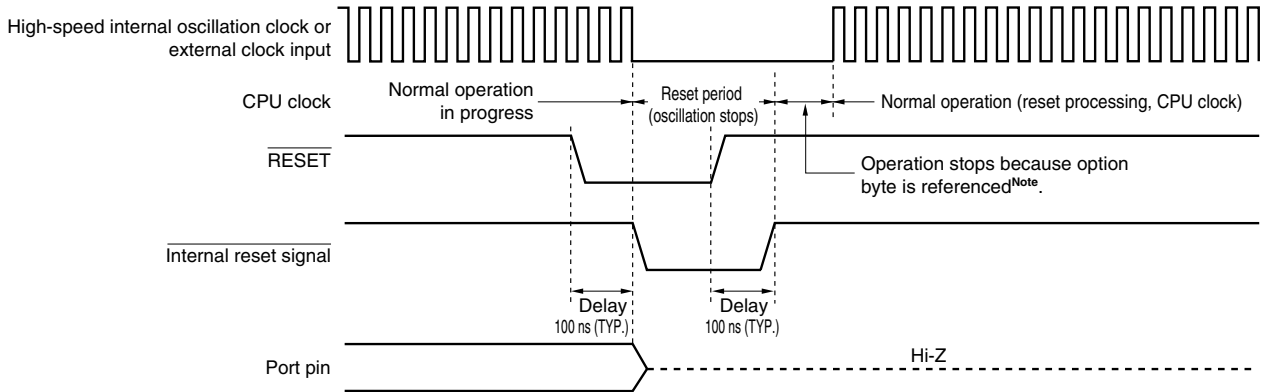 High-speed internal oscillation clock or
external clock input
CPU clock
Normal operation
in progress
Reset period
(oscillation stops)
Normal operation (reset processing, CPU clock)
RESET
Operation stops because option
byte is referencedNote.
Internal reset signal
Delay
100 ns (TYP.)
Delay
100 ns (TYP.)
Port pin
Hi-Z